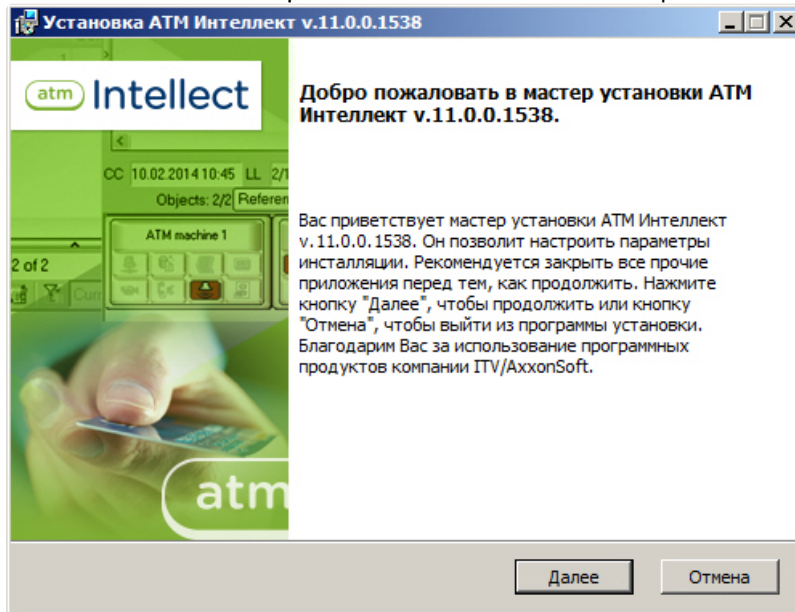 Установка АТМ Интеллект v.11.0.0.1538
atm Intellect
CC 10.02.2014 10:45 LL 2/1
Objects: 2/2
ATM machine 1
2 of 2
atm
Добро пожаловать в мастер установки АТМ
Интеллект v.11.0.0.1538.
Вас приветствует мастер установки АТМ Интеллект
v.11.0.0.1538. Он позволит настроить параметры
инсталляции. Рекомендуется закрыть все прочие
приложения перед тем, как продолжить. Нажмите
кнопку "Далее", чтобы продолжить или кнопку
"Отмена", чтобы выйти из программы установки.
Благодарим Вас за использование программных
продуктов компании ITV/AxxonSoft.
Далее
Отмена